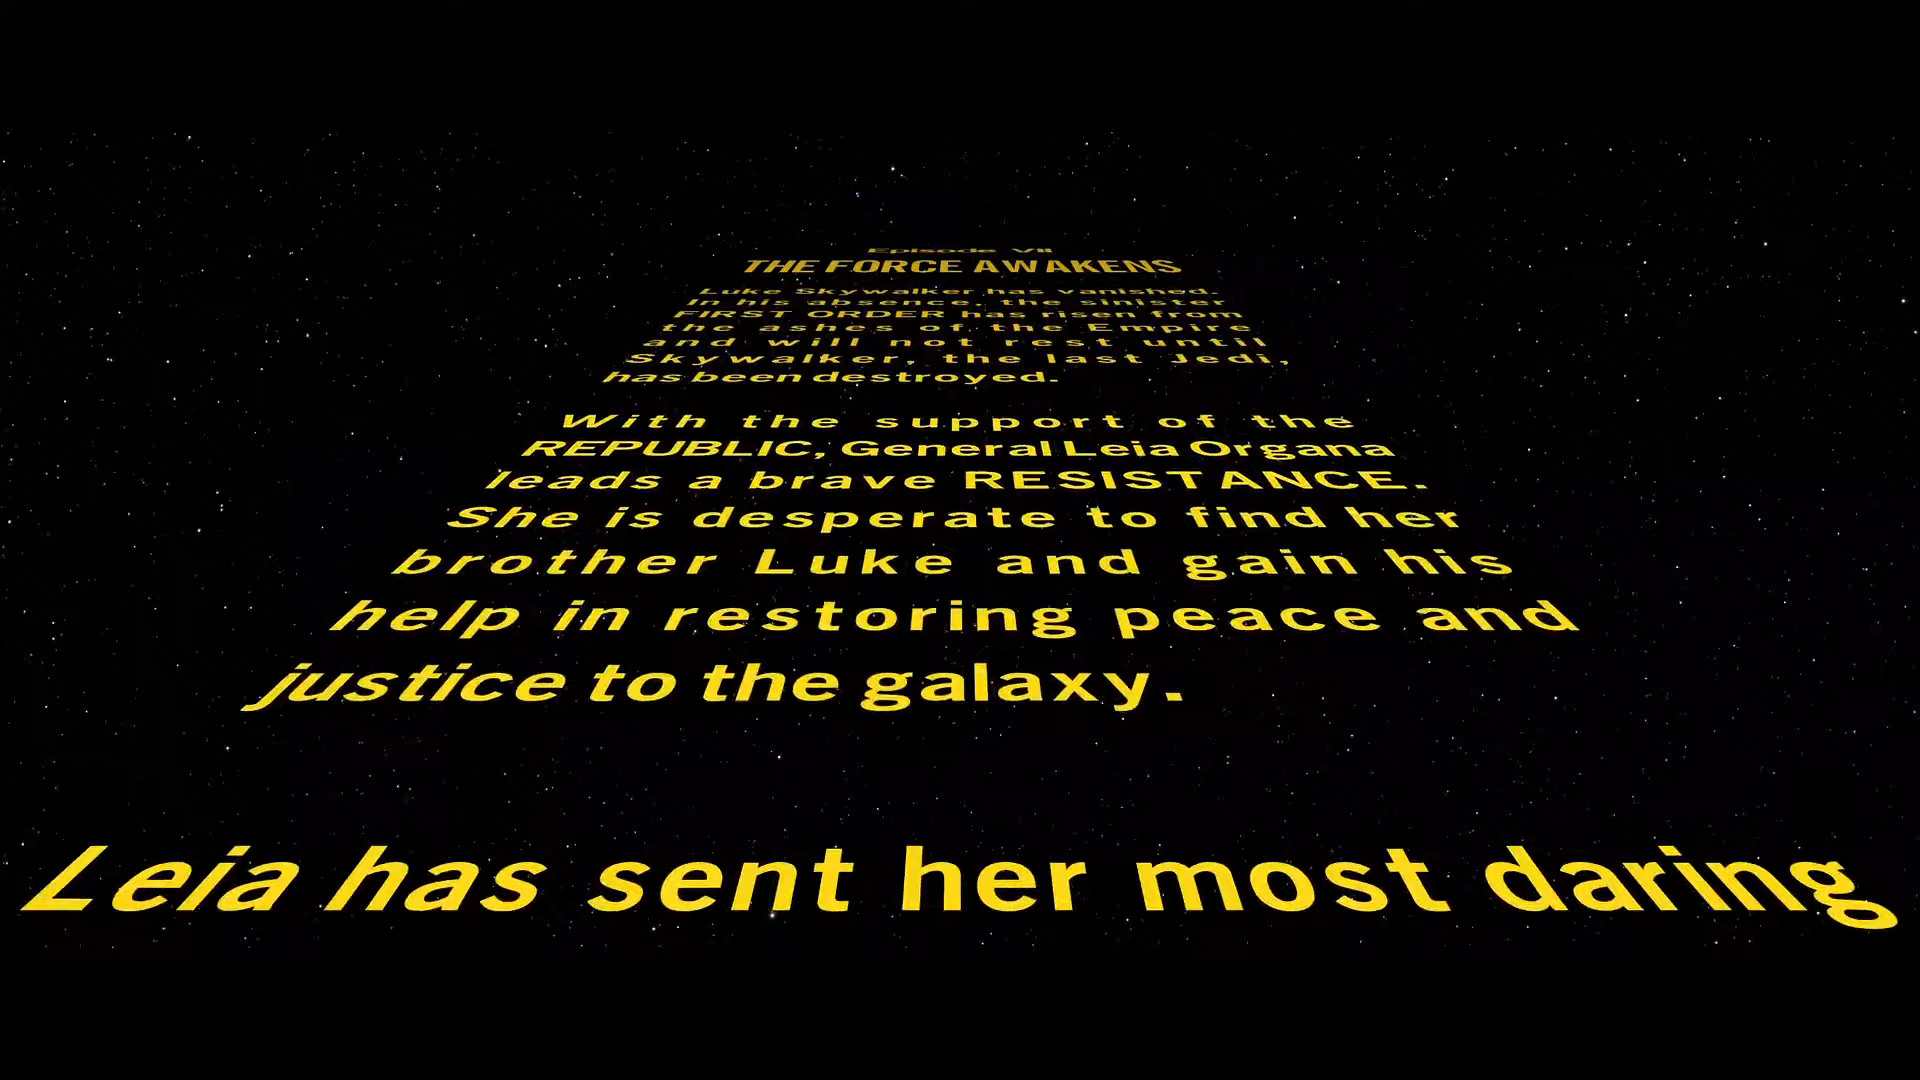 Episode VII
THE FORCE AWAKENS
Luke Skywalker has vanished.
In his absence, the sinister
FIRST ORDER has risen from
the ashes of the Empire
and will not rest until
Skywalker, the last Jedi,
has been destroyed.
With the support of the
REPUBLIC, General Leia Organa
leads a brave RESISTANCE.
She is desperate to find her
brother Luke and gain his
help in restoring peace and
justice to the galaxy.
Leia has sent her most daring